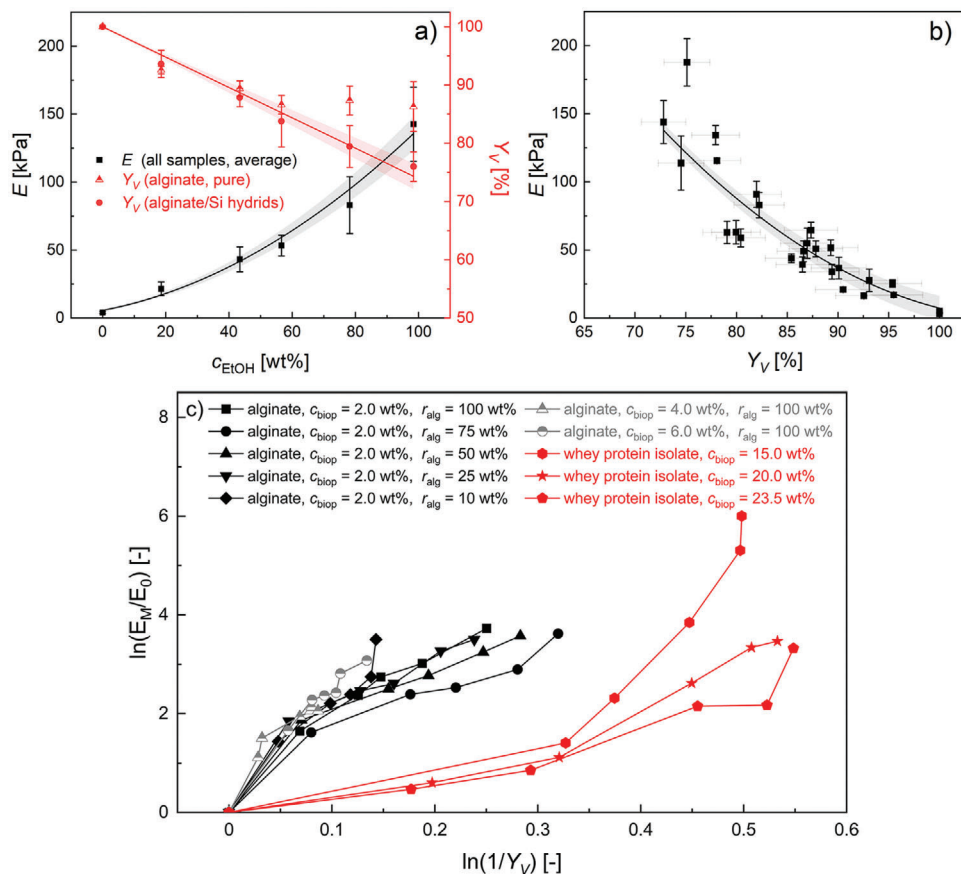 a)
200
150
100
50
0
E [kPa]
100
90
80
70
60
50
Y_V [%]
E (all samples, average)
Y_V (alginate, pure)
Y_V (alginate/Si hydrids)
0 20 40 60 80 100
c_EtOH [wt%]
b)
200
150
100
50
0
E [kPa]
65 70 75 80 85 90 95 100
Y_V [%]
c)
alginate, c_biop = 2.0 wt%, r_alg = 100 wt%
alginate, c_biop = 2.0 wt%, r_alg = 75 wt%
alginate, c_biop = 2.0 wt%, r_alg = 50 wt%
alginate, c_biop = 2.0 wt%, r_alg = 25 wt%
alginate, c_biop = 2.0 wt%, r_alg = 10 wt%
alginate, c_biop = 4.0 wt%, r_alg = 100 wt%
alginate, c_biop = 6.0 wt%, r_alg = 100 wt%
whey protein isolate, c_biop = 15.0 wt%
whey protein isolate, c_biop = 20.0 wt%
whey protein isolate, c_biop = 23.5 wt%
8
6
4
2
0
ln(E_M/E_0) [-]
0 0.1 0.2 0.3 0.4 0.5 0.6
ln(1/Y_V) [-]